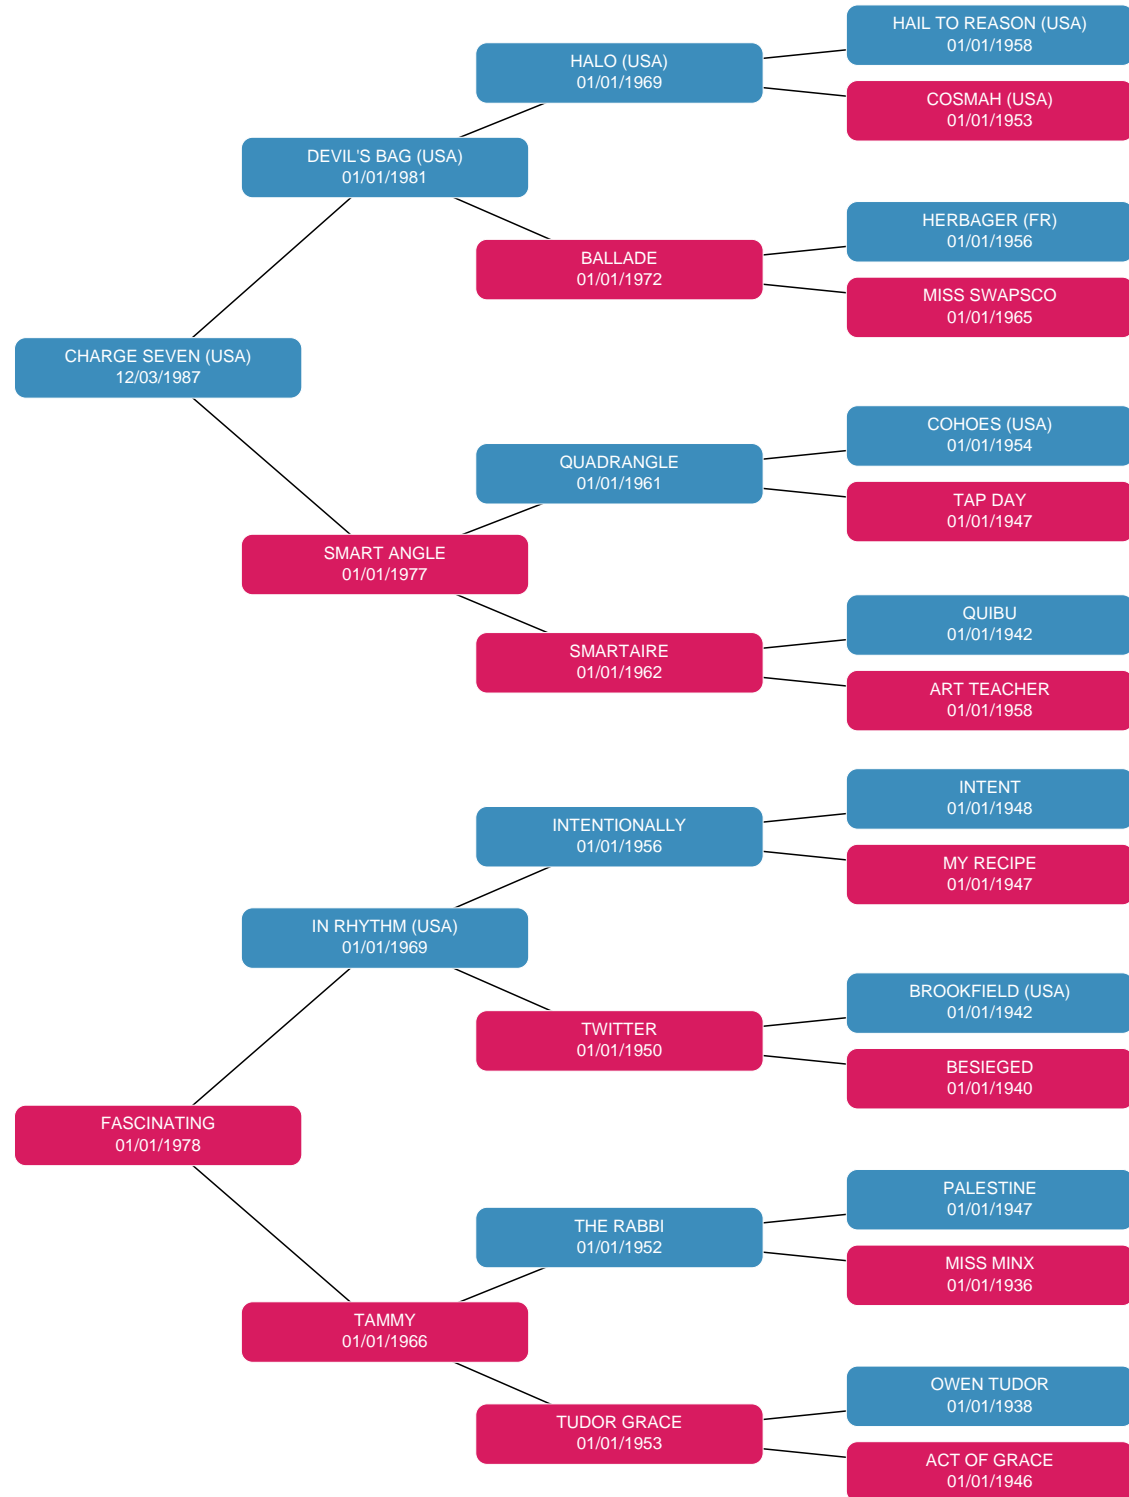 HAIL TO REASON (USA)
01/01/1958
HALO (USA)
01/01/1969
COSMAH (USA)
01/01/1953
DEVIL'S BAG (USA)
01/01/1981
HERBAGER (FR)
01/01/1956
BALLADE
01/01/1972
MISS SWAPSCO
01/01/1965
CHARGE SEVEN (USA)
12/03/1987
COHOES (USA)
01/01/1954
QUADRANGLE
01/01/1961
TAP DAY
01/01/1947
SMART ANGLE
01/01/1977
QUIBU
01/01/1942
SMARTAIRE
01/01/1962
ART TEACHER
01/01/1958
INTENT
01/01/1948
INTENTIONALLY
01/01/1956
MY RECIPE
01/01/1947
IN RHYTHM (USA)
01/01/1969
BROOKFIELD (USA)
01/01/1942
TWITTER
01/01/1950
BESIEGED
01/01/1940
FASCINATING
01/01/1978
PALESTINE
01/01/1947
THE RABBI
01/01/1952
MISS MINX
01/01/1936
TAMMY
01/01/1966
OWEN TUDOR
01/01/1938
TUDOR GRACE
01/01/1953
ACT OF GRACE
01/01/1946